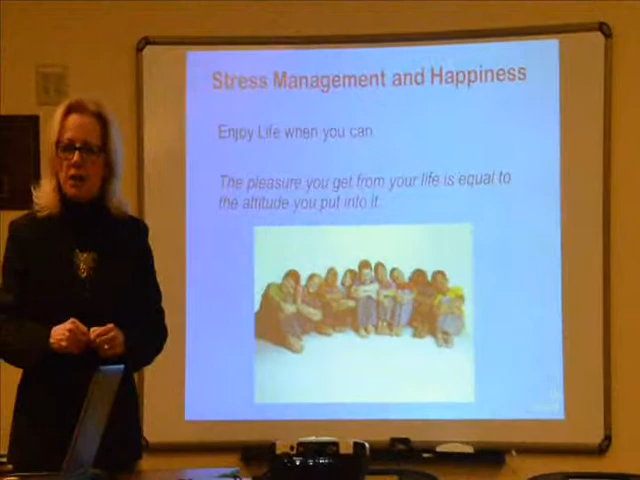 Stress Management and Happiness
Enjoy Life when you can
The pleasure you get from your life is equal to
the attitude you put into it.